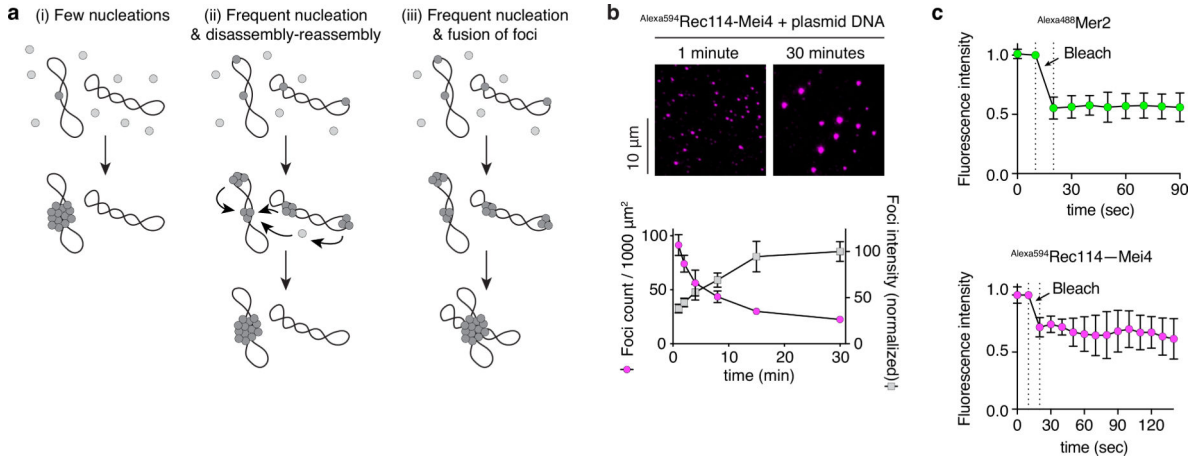 a
(i) Few nucleations
(ii) Frequent nucleation
& disassembly-reassembly
(iii) Frequent nucleation
& fusion of foci
b
Alexa594Rec114-Mei4 + plasmid DNA
1 minute
30 minutes
10 µm
Foci count / 1000 µm²
100
50
0
0
10
20
30
time (min)
100
50
0
Foci intensity (normalized)
c
Alexa488Mer2
Fluorescence intensity
1.0
0.5
0.0
Bleach
0
30
60
90
time (sec)
Alexa594Rec114—Mei4
Fluorescence intensity
1.0
0.5
0.0
Bleach
0
30
60
90
120
time (sec)